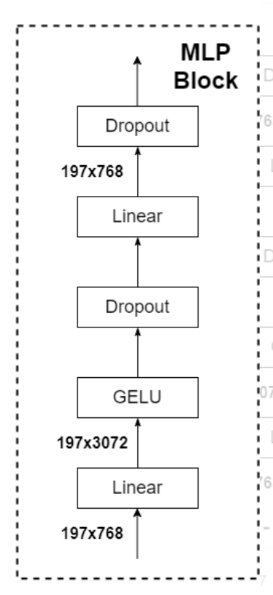 MLP
Block
Dropout
197x768
Linear
Dropout
GELU
197x3072
Linear
197x768